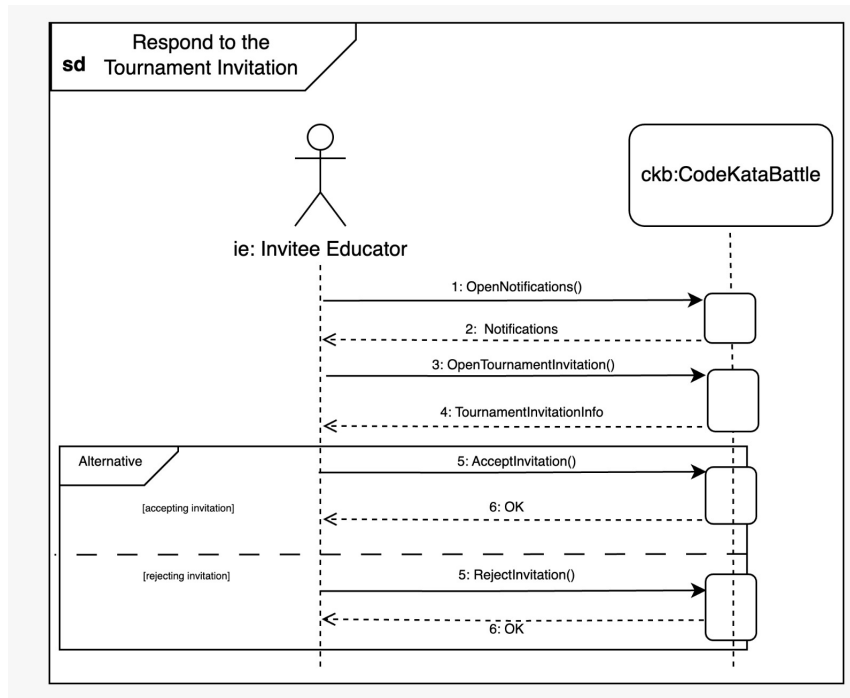 Respond to the
sd Tournament Invitation
ckb:CodeKataBattle
ie: Invitee Educator
1: OpenNotifications()
2: Notifications
3: OpenTournamentInvitation()
4: TournamentInvitationInfo
Alternative
5: AcceptInvitation()
[accepting invitation]
6: OK
[rejecting invitation]
5: RejectInvitation()
6: OK